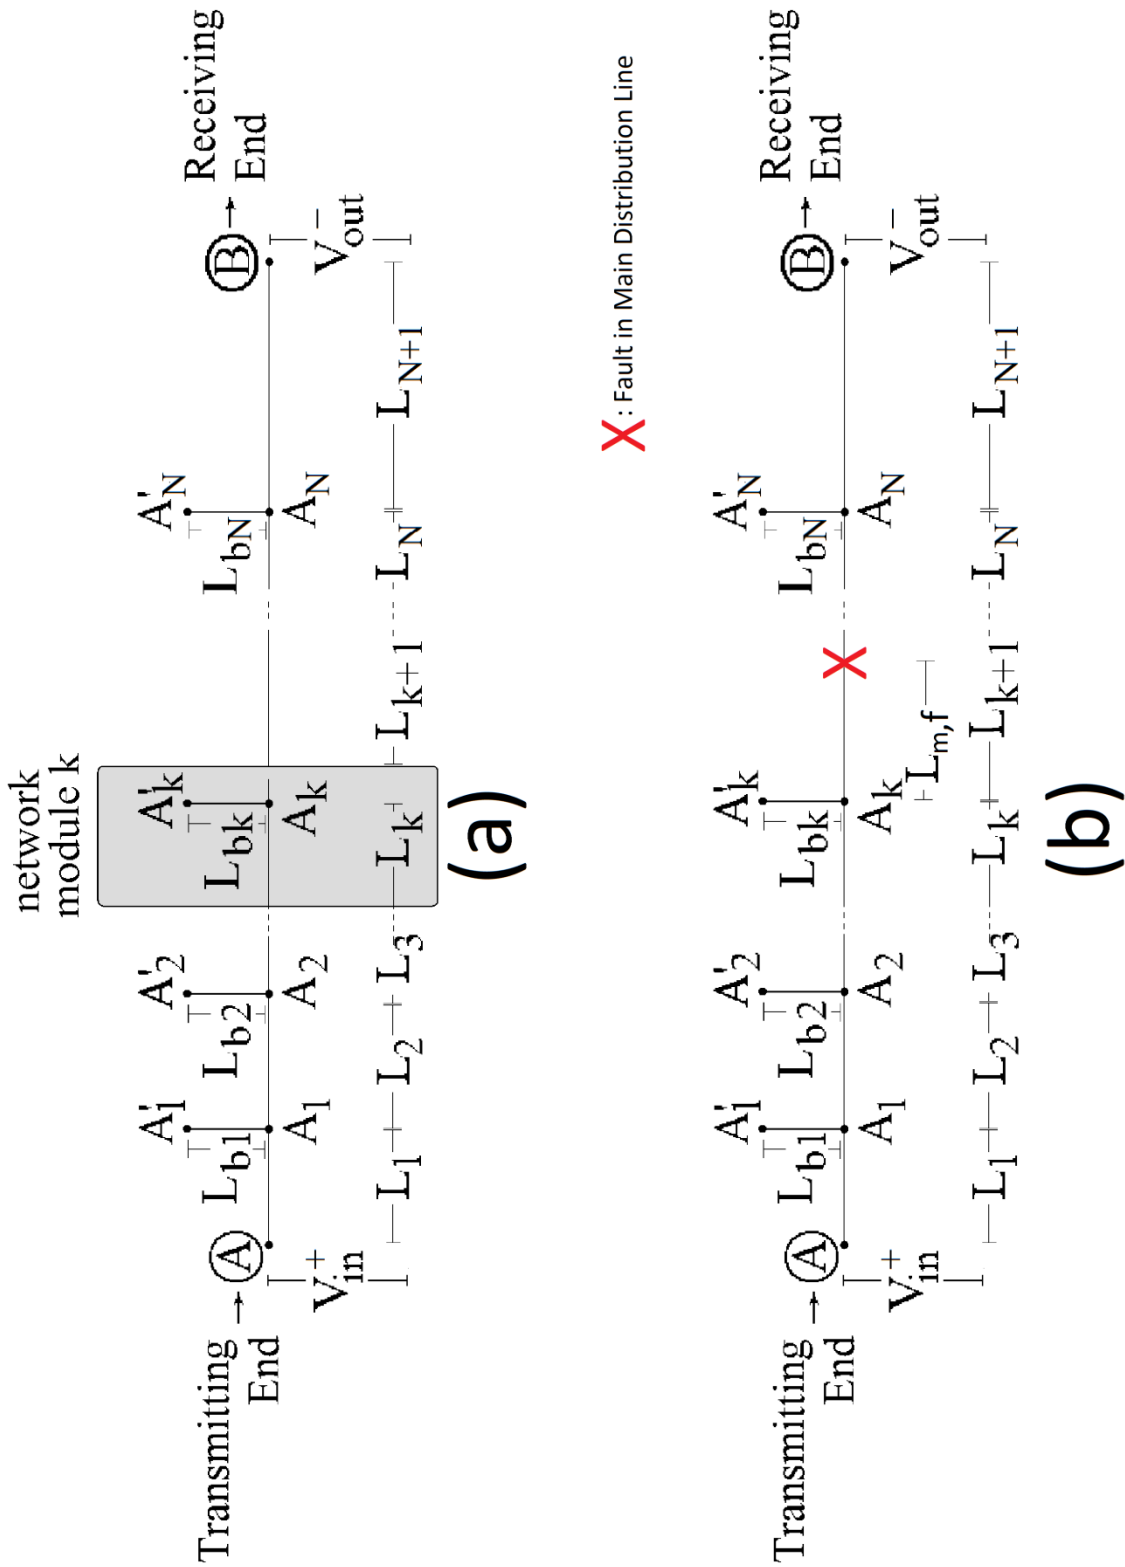 network
module k
A'1 A'2 A'k A'N
Lb1 Lb2 Lbk LbN
Transmitting
End
A
B
Receiving
End
A1 A2 Ak AN
V+in
V-out
L1 L2 L3 Lk Lk+1 LN LN+1
(a)
X : Fault in Main Distribution Line
A'1 A'2 A'k A'N
Lb1 Lb2 Lbk LbN
Transmitting
End
A
X
B
Receiving
End
A1 A2 Ak AN
Lm,f
V+in
V-out
L1 L2 L3 Lk Lk+1 LN LN+1
(b)